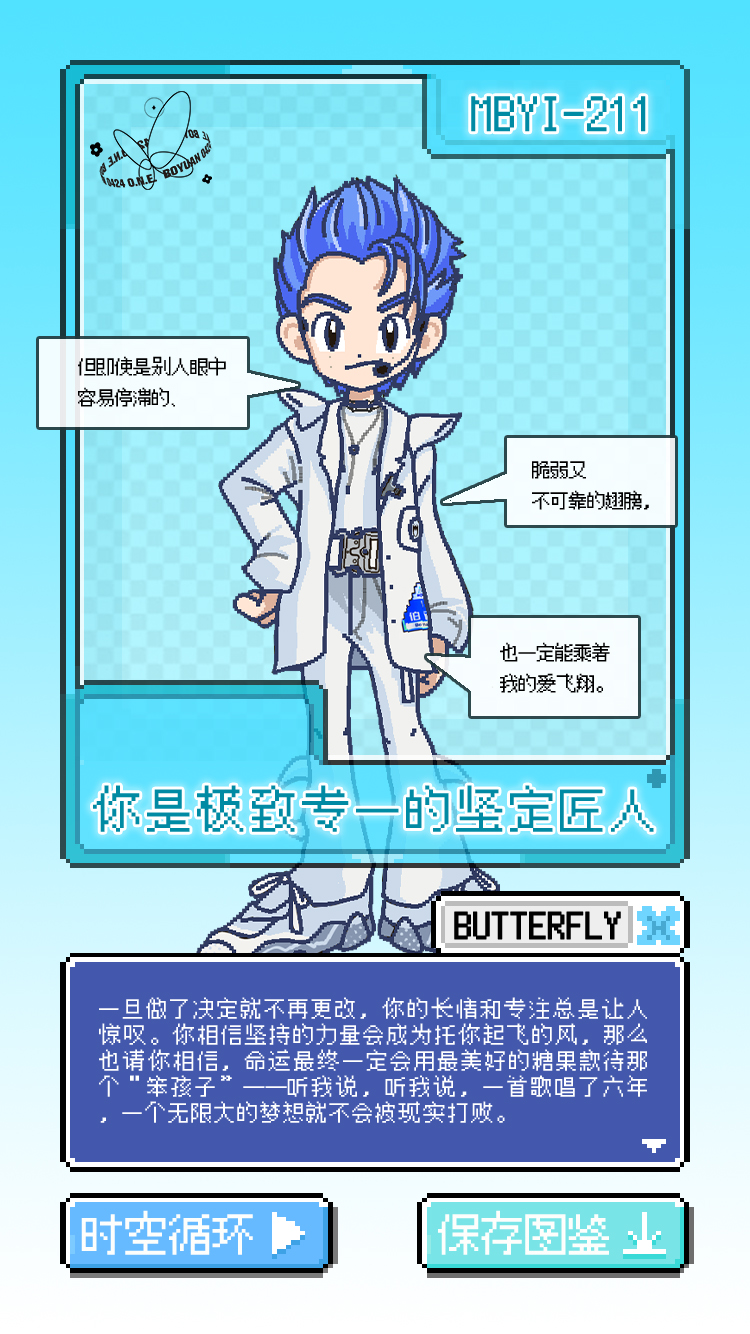 MBYI-211
0424 O.N.E. BOYUAN 0424
但即使是别人眼中
容易停滞的、
脆弱又
不可靠的翅膀,
也一定能乘着
我的爱飞翔。
你是极致专一的坚定匠人
BUTTERFLY
一旦做了决定就不再更改，你的长情和专注总是让人
惊叹。你相信坚持的力量会成为托你起飞的风，那么
也请你相信，命运最终一定会用最美好的糖果款待那
个“笨孩子”——听我说，听我说，一首歌唱了六年
，一个无限大的梦想就不会被现实打败。
时空循环
保存图鉴